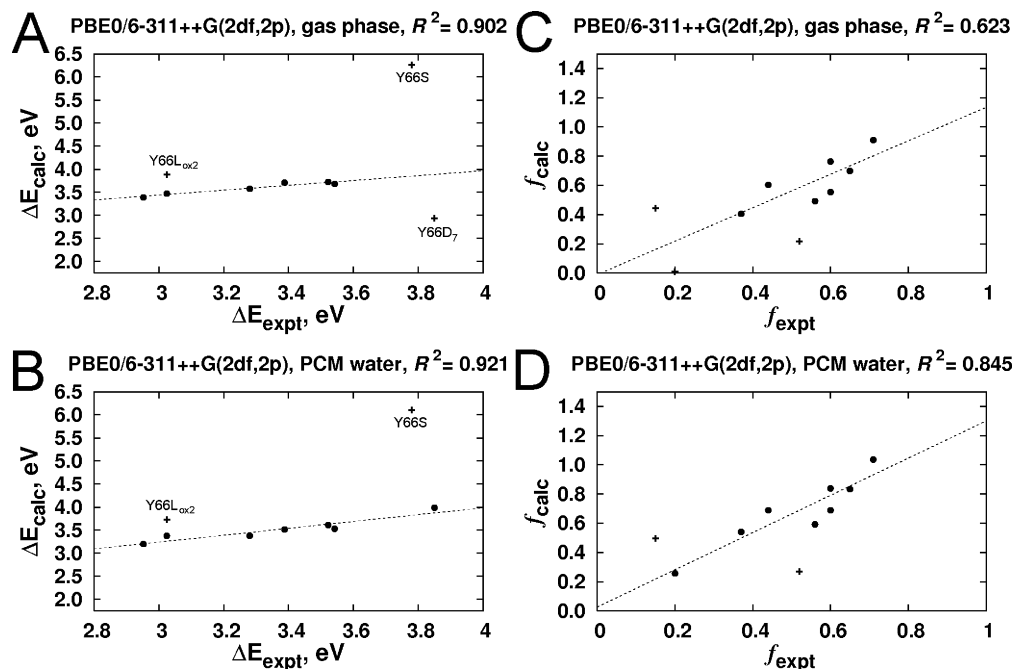 A PBE0/6-311++G(2df,2p), gas phase, R² = 0.902
6.5
6.0
5.5
5.0
4.5
4.0
3.5
3.0
2.5
2.0
ΔEcalc, eV
Y66S
Y66Lox2
Y66D7
2.8 3 3.2 3.4 3.6 3.8 4
ΔEexpt, eV
C PBE0/6-311++G(2df,2p), gas phase, R² = 0.623
1.4
1.2
1.0
0.8
0.6
0.4
0.2
0.0
fcalc
0 0.2 0.4 0.6 0.8 1
fexpt
B PBE0/6-311++G(2df,2p), PCM water, R² = 0.921
6.5
6.0
5.5
5.0
4.5
4.0
3.5
3.0
2.5
2.0
ΔEcalc, eV
Y66S
Y66Lox2
2.8 3 3.2 3.4 3.6 3.8 4
ΔEexpt, eV
D PBE0/6-311++G(2df,2p), PCM water, R² = 0.845
1.4
1.2
1.0
0.8
0.6
0.4
0.2
0.0
fcalc
0 0.2 0.4 0.6 0.8 1
fexpt